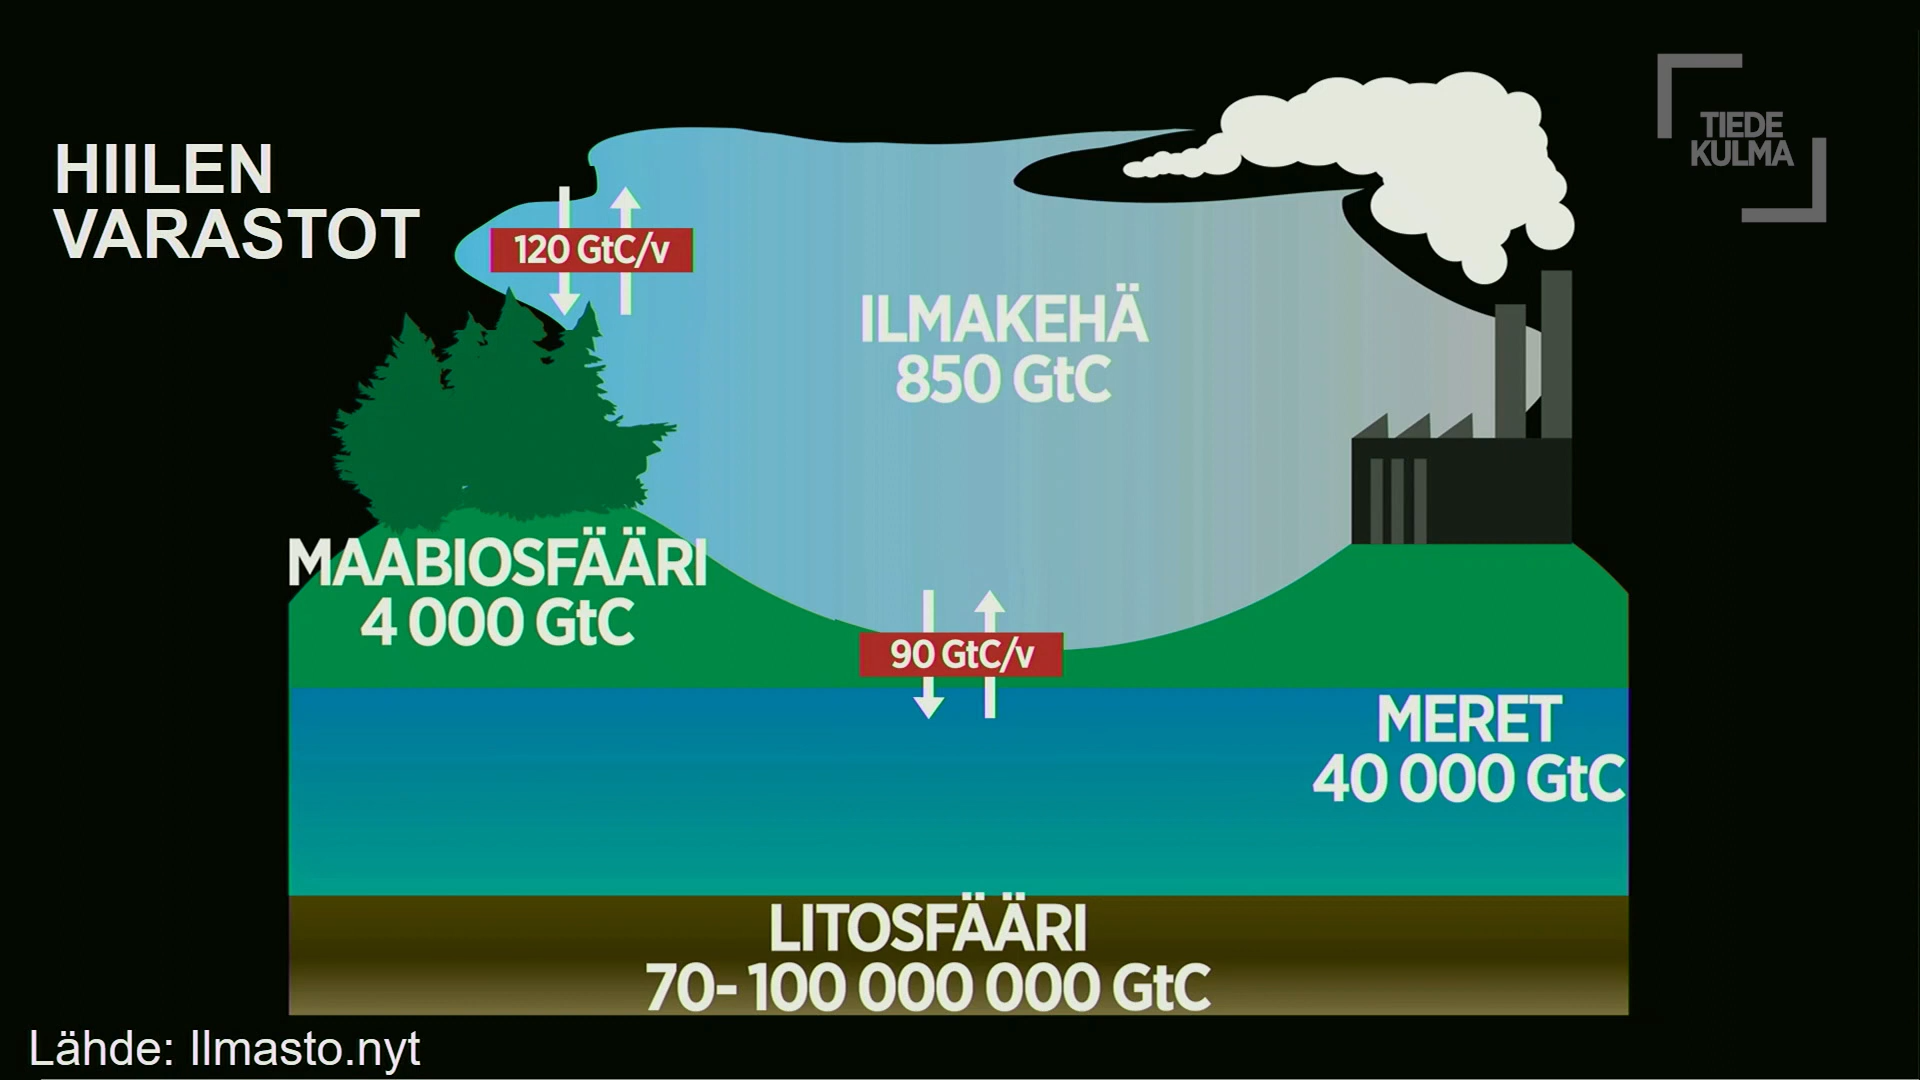 HIILEN
VARASTOT
TIEDE
KULMA
120 GtC/v
ILMAKEHÄ
850 GtC
MAABIOSFÄÄRI
4 000 GtC
90 GtC/v
MERET
40 000 GtC
LITOSFÄÄRI
70-100 000 000 GtC
Lähde: Ilmasto.nyt